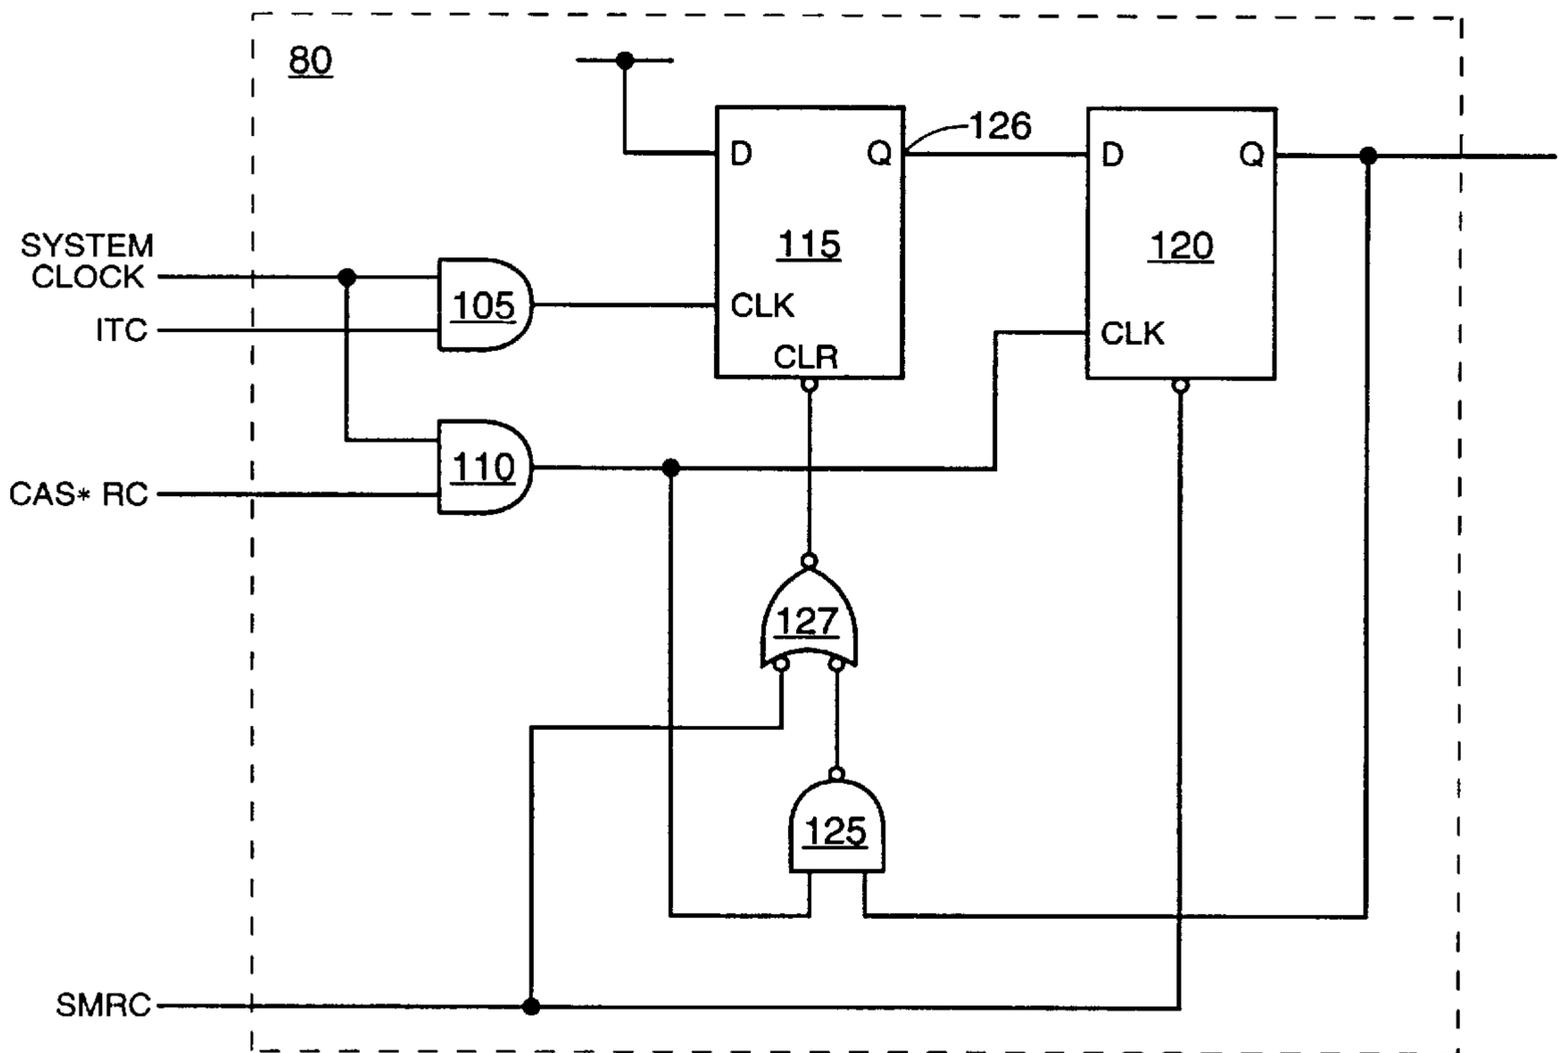 80
126
D
Q
D
Q
115
120
SYSTEM
CLOCK
105
CLK
ITC
CLK
CLR
110
CAS* RC
127
125
SMRC